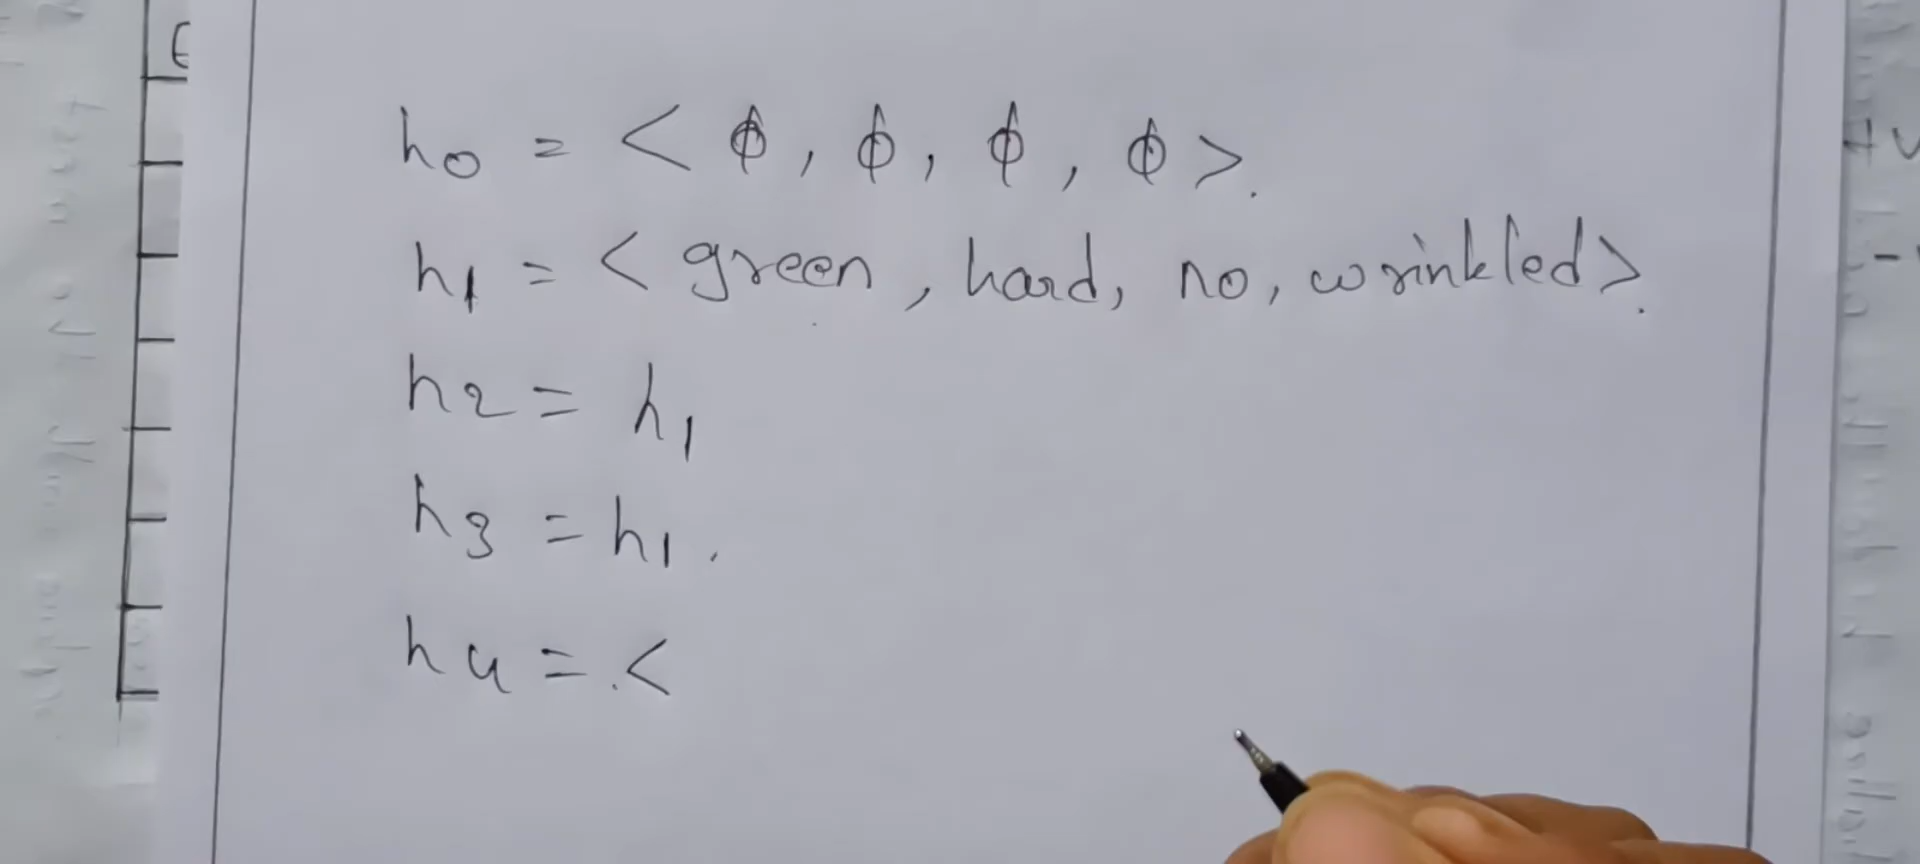 h0 = < ϕ, ϕ, ϕ, ϕ >.
h1 = < green, hard, no, wrinkled >.
h2 = h1
h3 = h1.
h4 = <